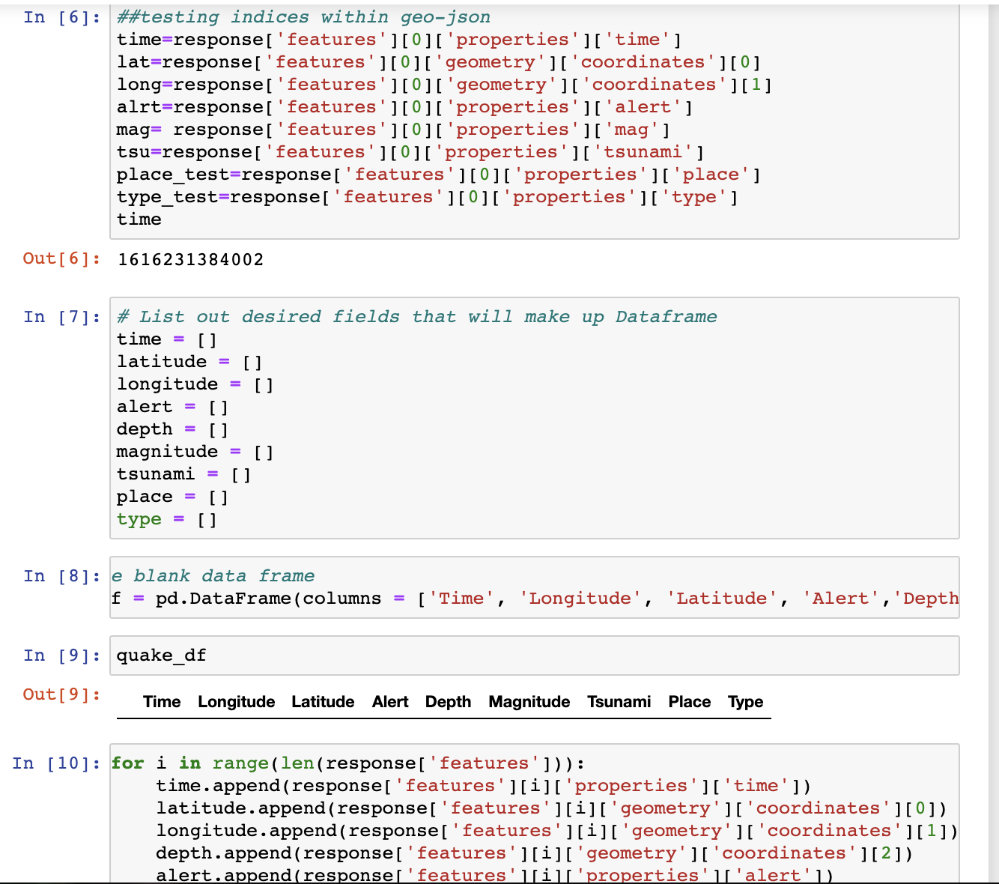 In [6]: ##testing indices within geo-json
time=response['features'][0]['properties']['time']
lat=response['features'][0]['geometry']['coordinates'][0]
long=response['features'][0]['geometry']['coordinates'][1]
alrt=response['features'][0]['properties']['alert']
mag= response['features'][0]['properties']['mag']
tsu=response['features'][0]['properties']['tsunami']
place_test=response['features'][0]['properties']['place']
type_test=response['features'][0]['properties']['type']
time
Out[6]: 1616231384002
In [7]: # List out desired fields that will make up Dataframe
time = []
latitude = []
longitude = []
alert = []
depth = []
magnitude = []
tsunami = []
place = []
type = []
In [8]: e blank data frame
f = pd.DataFrame(columns = ['Time', 'Longitude', 'Latitude', 'Alert','Depth
In [9]: quake_df
Out[9]: Time Longitude Latitude Alert Depth Magnitude Tsunami Place Type
In [10]: for i in range(len(response['features'])):
time.append(response['features'][i]['properties']['time'])
latitude.append(response['features'][i]['geometry']['coordinates'][0])
longitude.append(response['features'][i]['geometry']['coordinates'][1])
depth.append(response['features'][i]['geometry']['coordinates'][2])
alert.append(response['features'][i]['properties']['alert'])